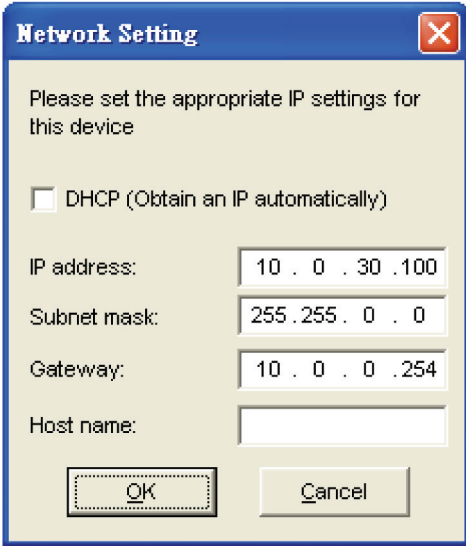 Network Setting
Please set the appropriate IP settings for
this device
DHCP (Obtain an IP automatically)
IP address: 10 . 0 . 30 .100
Subnet mask: 255.255. 0 . 0
Gateway: 10 . 0 . 0 .254
Host name:
OK Cancel